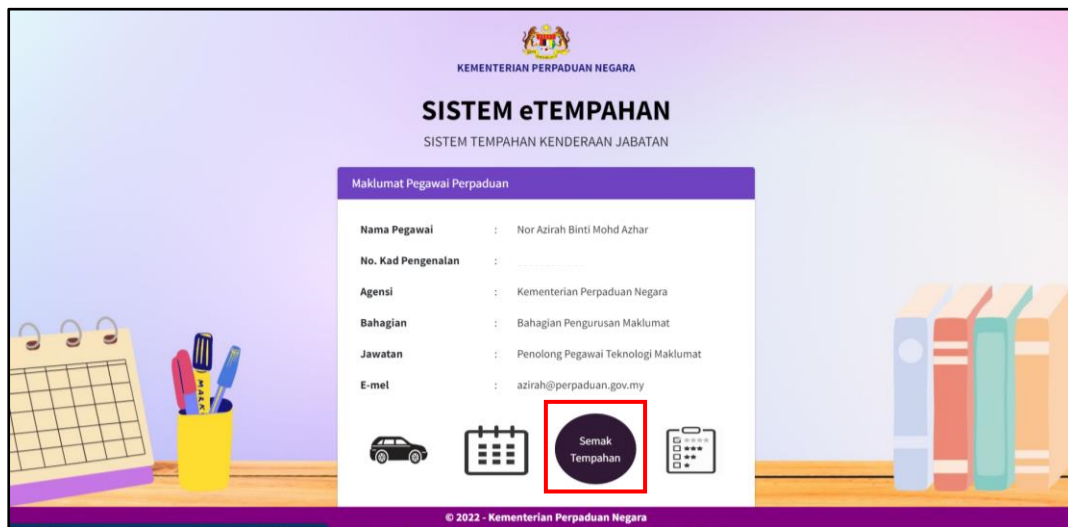 KEMENTERIAN PERPADUAN NEGARA
SISTEM eTEMPAHAN
SISTEM TEMPAHAN KENDERAAN JABATAN
Maklumat Pegawai Perpaduan
Nama Pegawai : Nor Azirah Binti Mohd Azhar
No. Kad Pengenalan :
Agensi : Kementerian Perpaduan Negara
Bahagian : Bahagian Pengurusan Maklumat
Jawatan : Penolong Pegawai Teknologi Maklumat
E-mel : azirah@perpaduan.gov.my
Semak
Tempahan
© 2022 - Kementerian Perpaduan Negara